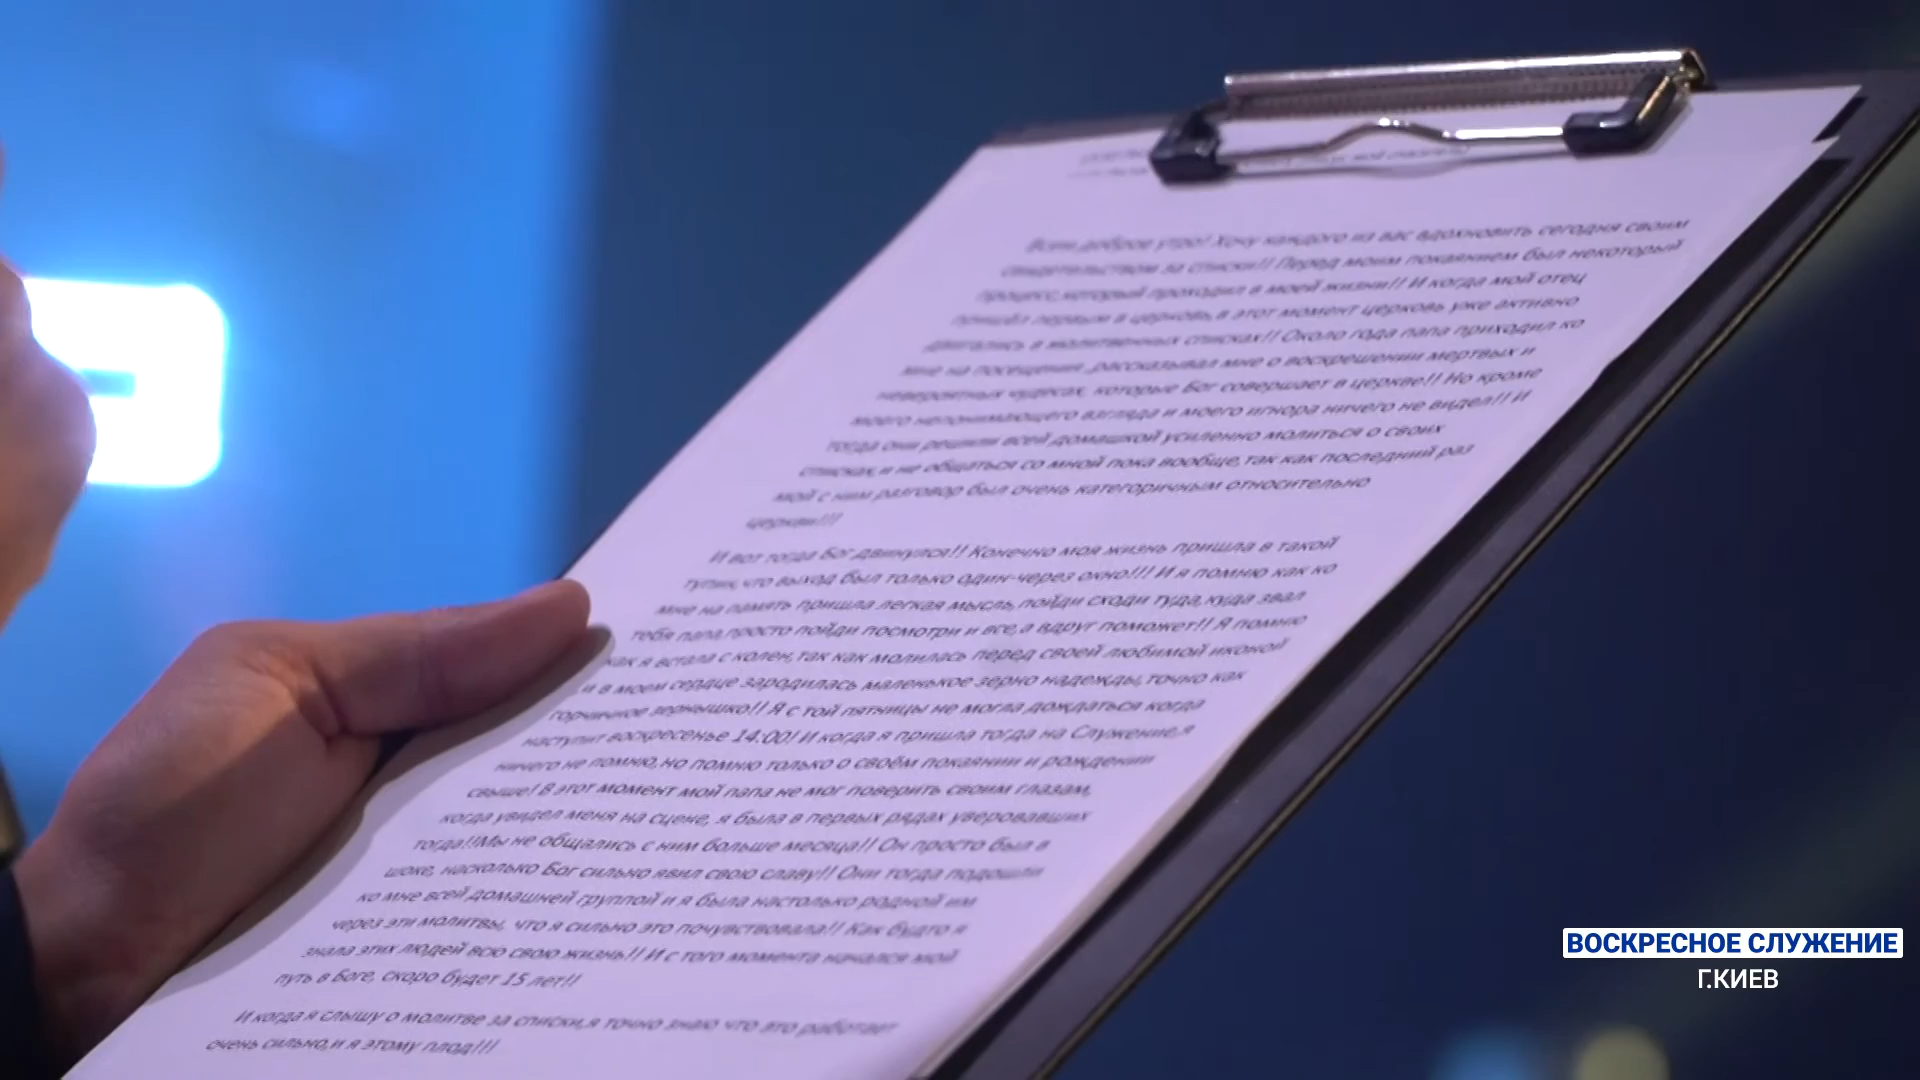 Всем доброе утро! Хочу каждого из вас вдохновить сегодня своим
свидетельством за списки!! Перед моим покаянием был некоторый
процесс, который проходил в моей жизни!! И когда мой отец
пришёл первым в церковь, в этот момент церковь уже активно
двигались в молитвенных списках!! Около года папа приходил ко
мне на посещения ,рассказывал мне о воскрешении мертвых и
невероятных чудесах, которые Бог совершает в церкве!! Но кроме
моего непонимающего взгляда и моего игнора ничего не видел!! И
тогда они решили всей домашкой усиленно молиться о своих
списках,и не общаться со мной пока вообще,так как последний раз
мой с ним разговор был очень категоричным относительно
церкви!!!
И вот тогда Бог двинулся!! Конечно моя жизнь пришла в такой
тупик,что выход был только один-через окно!!! И я помню как ко
мне на память пришла легкая мысль,пойди сходи туда,куда звал
тебя папа,просто пойди посмотри и все,а вдруг поможет!! Я помню
как я встала с колен,так как молилась перед своей любимой иконой
,и в моем сердце зародилась маленькое зерно надежды,точно как
горчичное зернышко!! Я с той пятницы не могла дождаться когда
наступит воскресенье 14:00! И когда я пришла тогда на Служение,я
ничего не помню,но помню только о своём покаянии и рождении
свыше! В этот момент мой папа не мог поверить своим глазам,
когда увидел меня на сцене, я была в первых рядах уверовавших
тогда!!Мы не общались с ним больше месяца!! Он просто был в
шоке, насколько Бог сильно явил свою славу!! Они тогда подошли
ко мне всей домашней группой и я была настолько родной им
через эти молитвы, что я сильно это почувствовала!! Как будто я
знала этих людей всю свою жизнь!! И с того момента начался мой
путь в Боге, скоро будет 15 лет!!
И когда я слышу о молитве за списки,я точно знаю что это работает
очень сильно,и я этому плод!!!
ВОСКРЕСНОЕ СЛУЖЕНИЕ
Г.КИЕВ